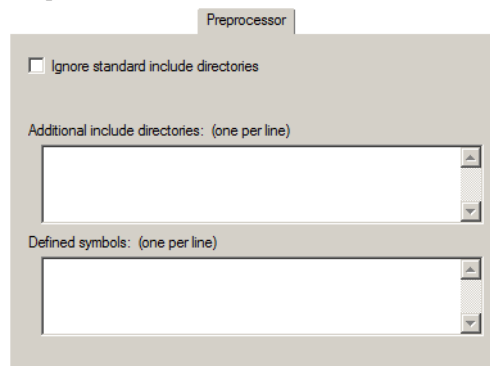 Preprocessor
Ignore standard include directories
Additional include directories: (one per line)
Defined symbols: (one per line)